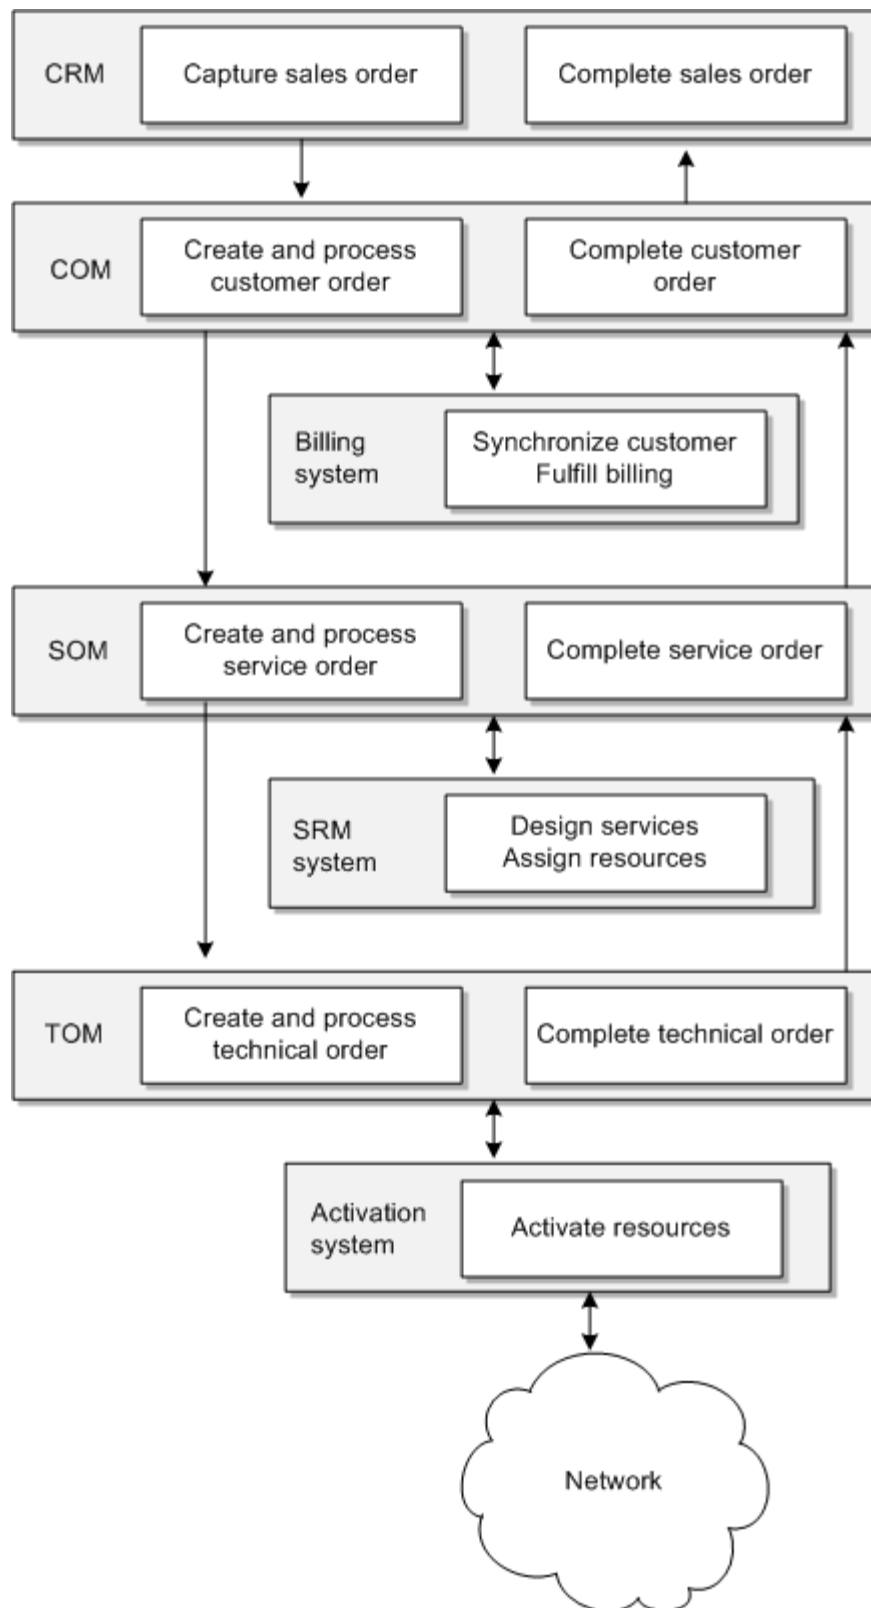 CRM
Capture sales order
Complete sales order
COM
Create and process
customer order
Complete customer
order
Billing
system
Synchronize customer
Fulfill billing
SOM
Create and process
service order
Complete service order
SRM
system
Design services
Assign resources
TOM
Create and process
technical order
Complete technical order
Activation
system
Activate resources
Network